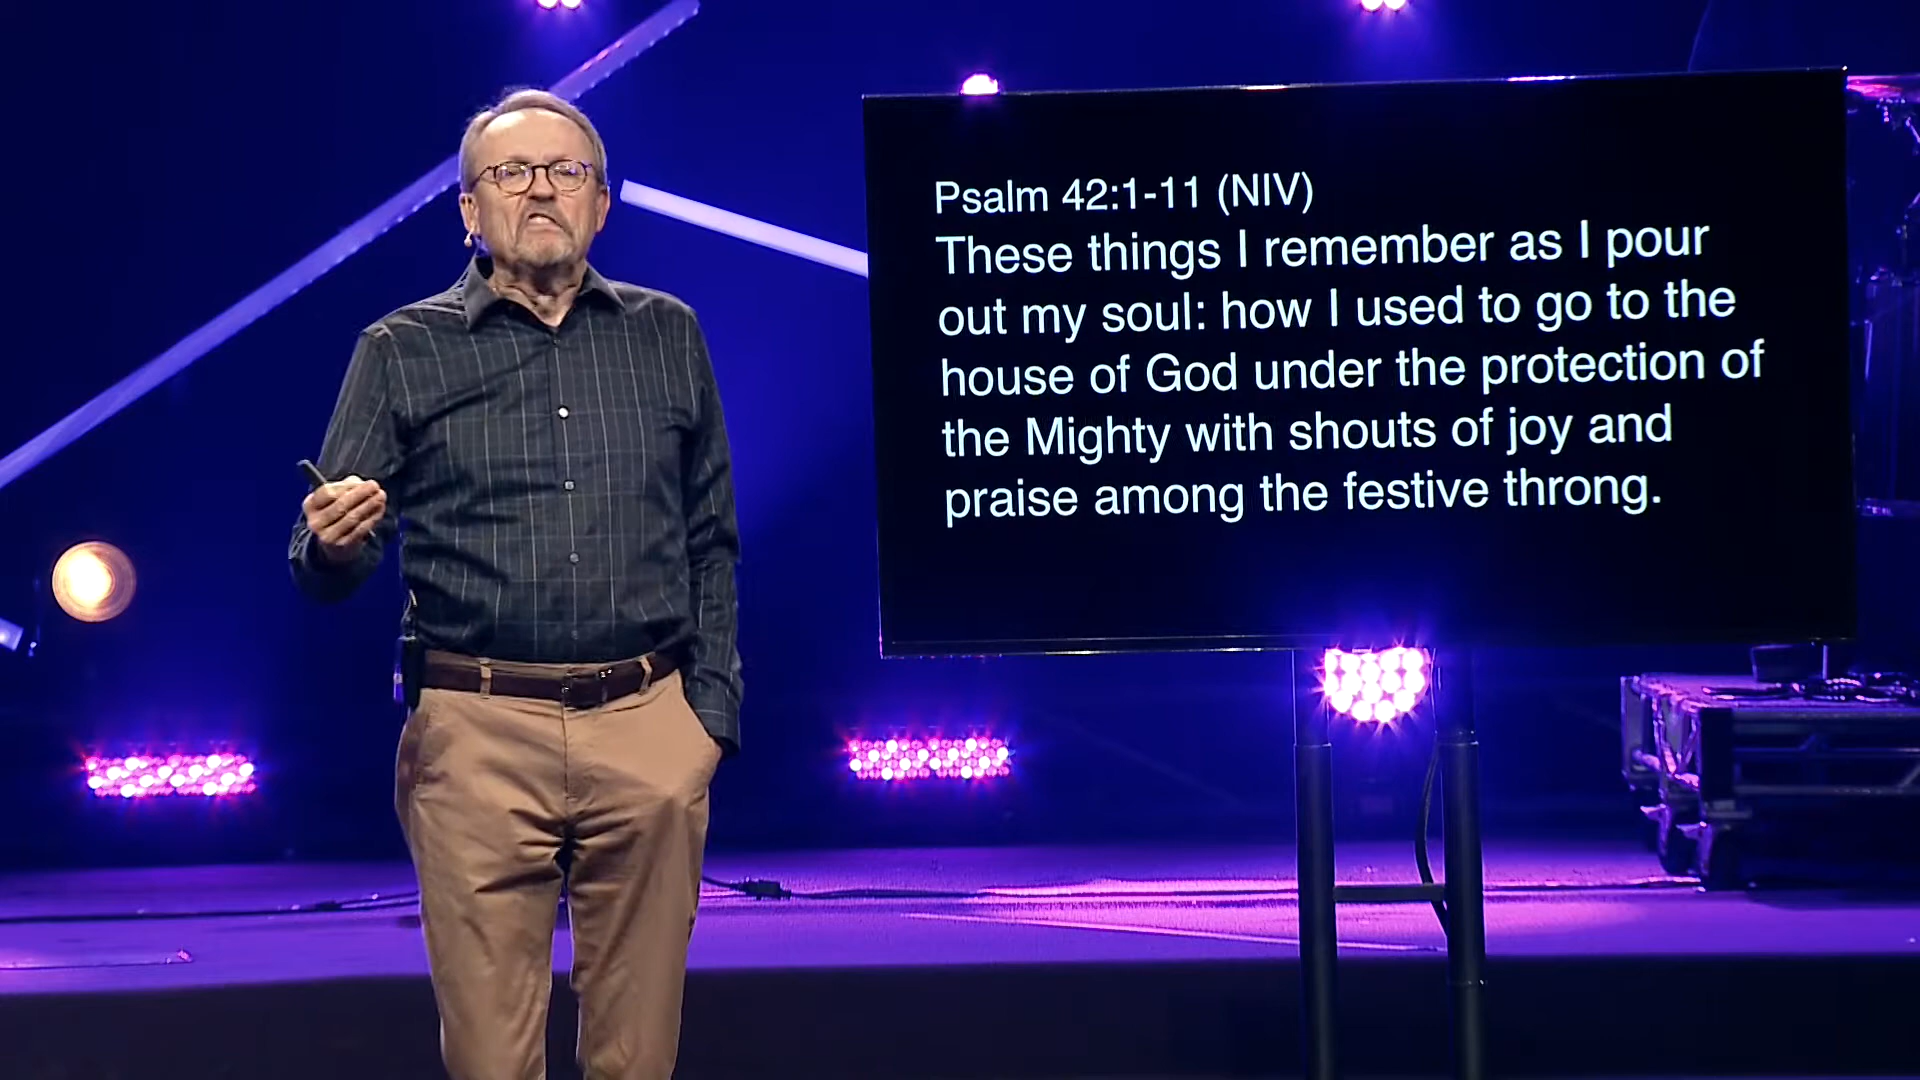 Psalm 42:1-11 (NIV)
These things I remember as I pour
out my soul: how I used to go to the
house of God under the protection of
the Mighty with shouts of joy and
praise among the festive throng.